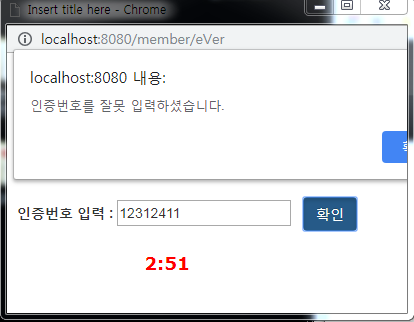 Insert title here - Chrome
localhost:8080/member/eVer
localhost:8080 내용:
인증번호를 잘못 입력하셨습니다.
인증번호 입력 : 12312411 확인
2:51